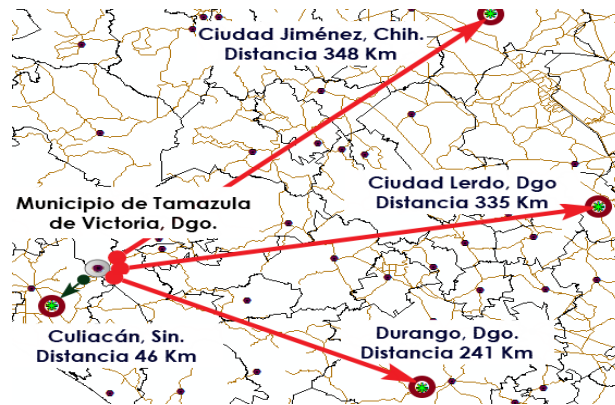 Ciudad Jiménez, Chih.
Distancia 348 Km
Ciudad Lerdo, Dgo
Distancia 335 Km
Municipio de Tamazula
de Victoria, Dgo.
Culiacán, Sin.
Distancia 46 Km
Durango, Dgo.
Distancia 241 Km